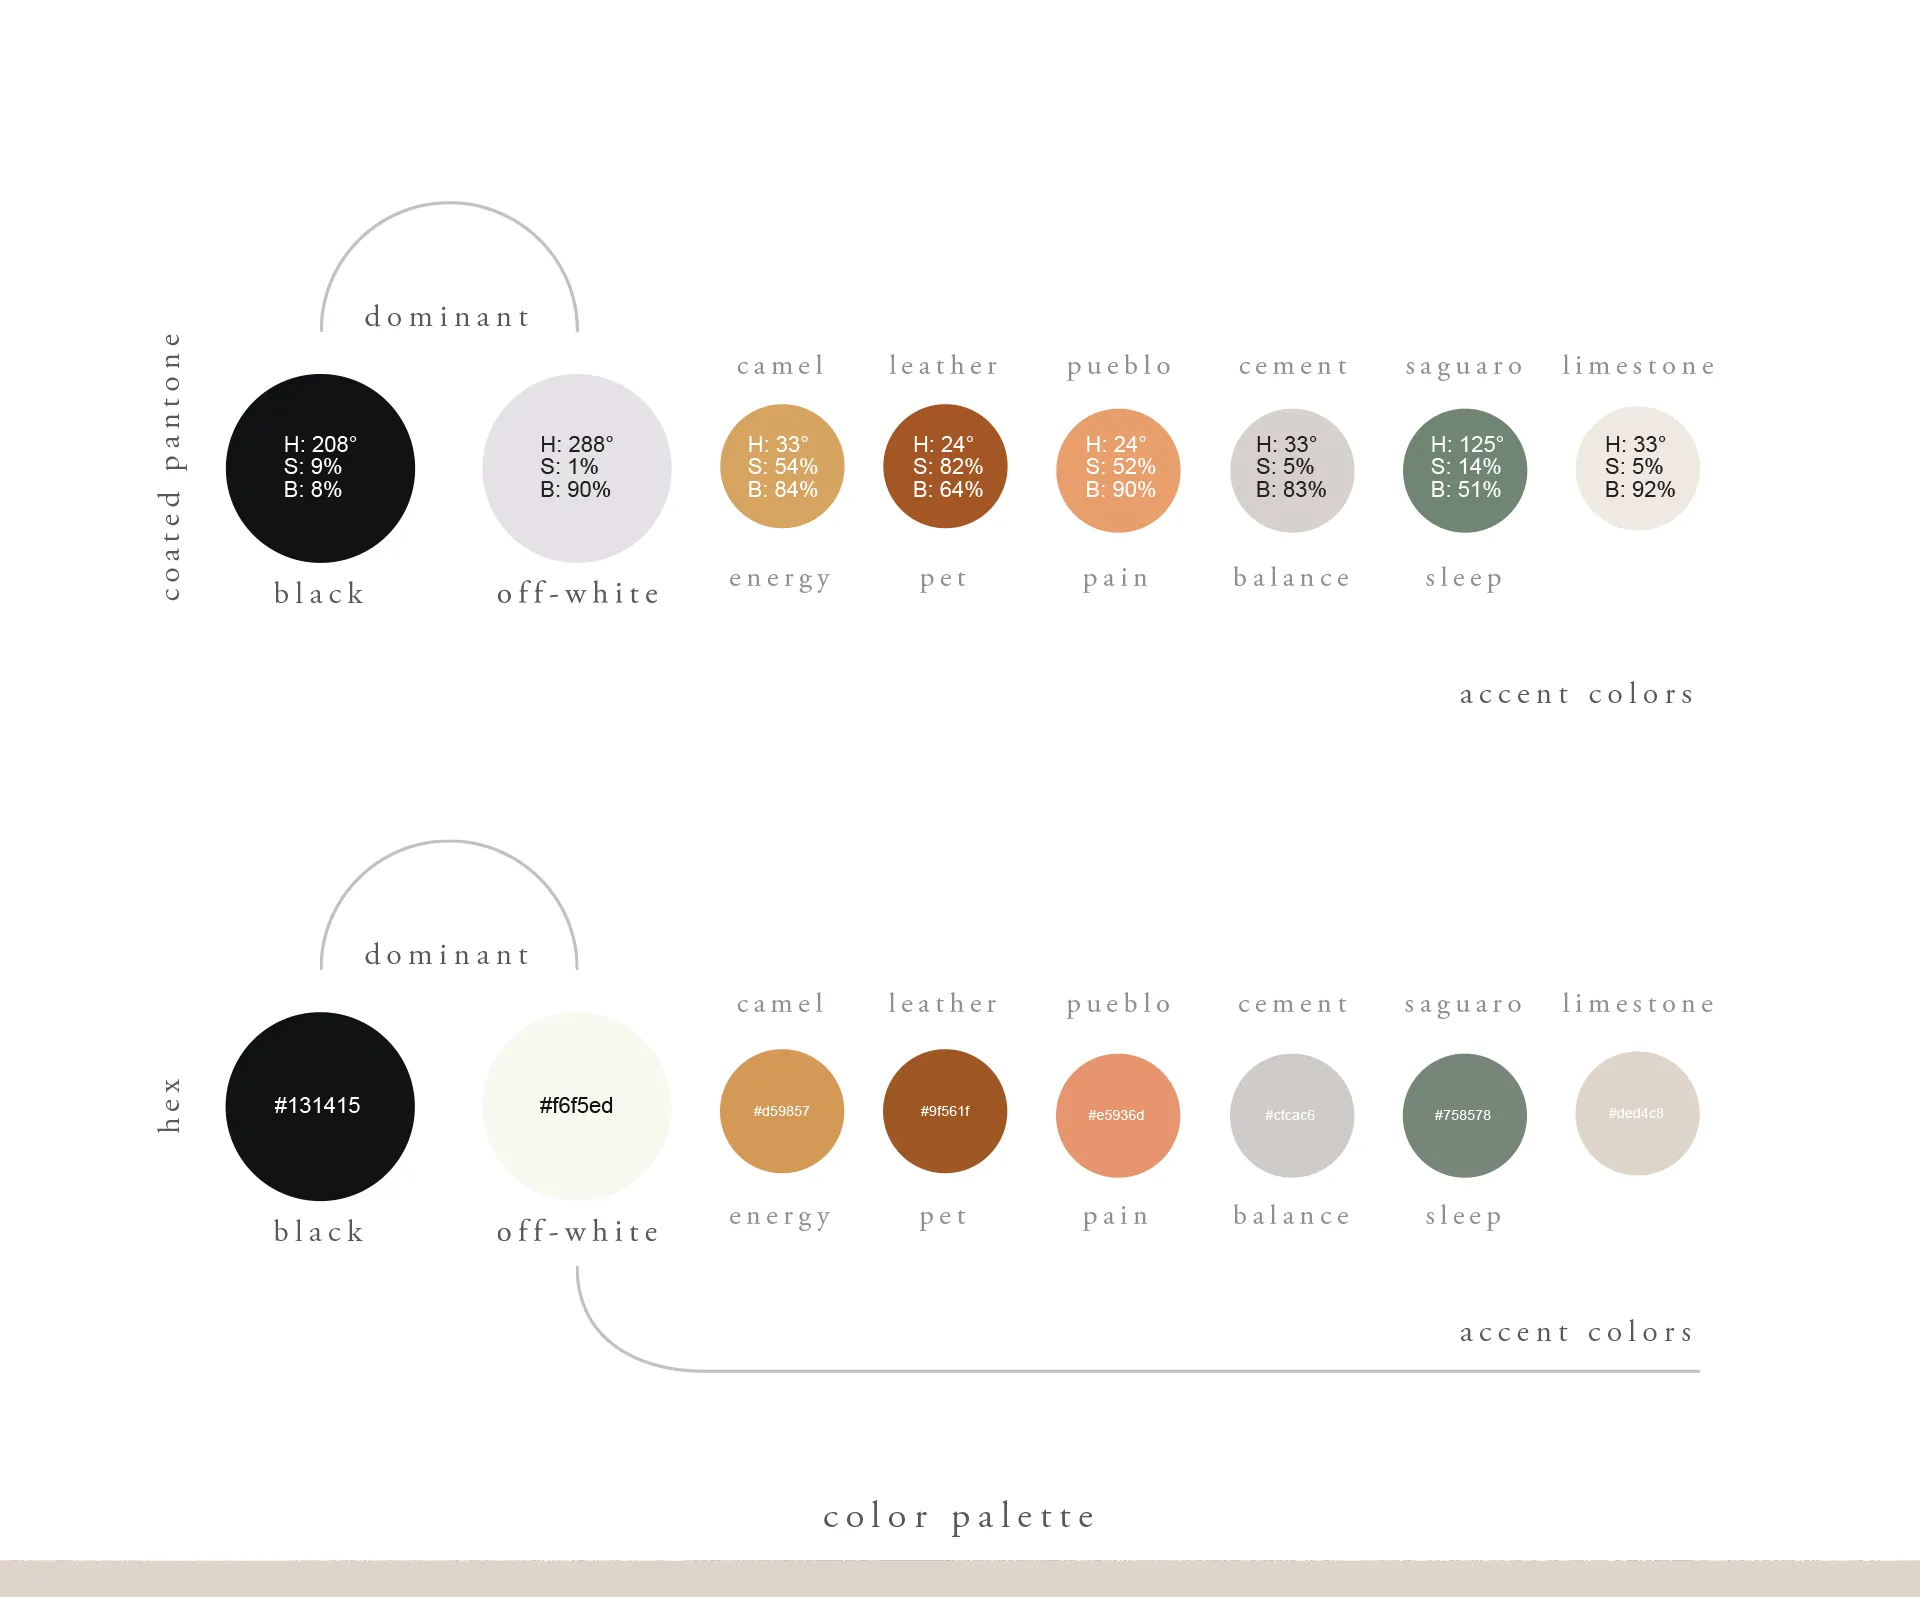 coated pantone
dominant
camel
leather
pueblo
cement
saguaro
limestone
H: 208°
S: 9%
B: 8%
H: 288°
S: 1%
B: 90%
H: 33°
S: 54%
B: 84%
H: 24°
S: 82%
B: 64%
H: 24°
S: 52%
B: 90%
H: 33°
S: 5%
B: 83%
H: 125°
S: 14%
B: 51%
H: 33°
S: 5%
B: 92%
black
off-white
energy
pet
pain
balance
sleep
accent colors
hex
dominant
camel
leather
pueblo
cement
saguaro
limestone
#131415
#f6f5ed
#d59857
#9f561f
#e5936d
#cfcac6
#758578
#ded4c8
black
off-white
energy
pet
pain
balance
sleep
accent colors
color palette